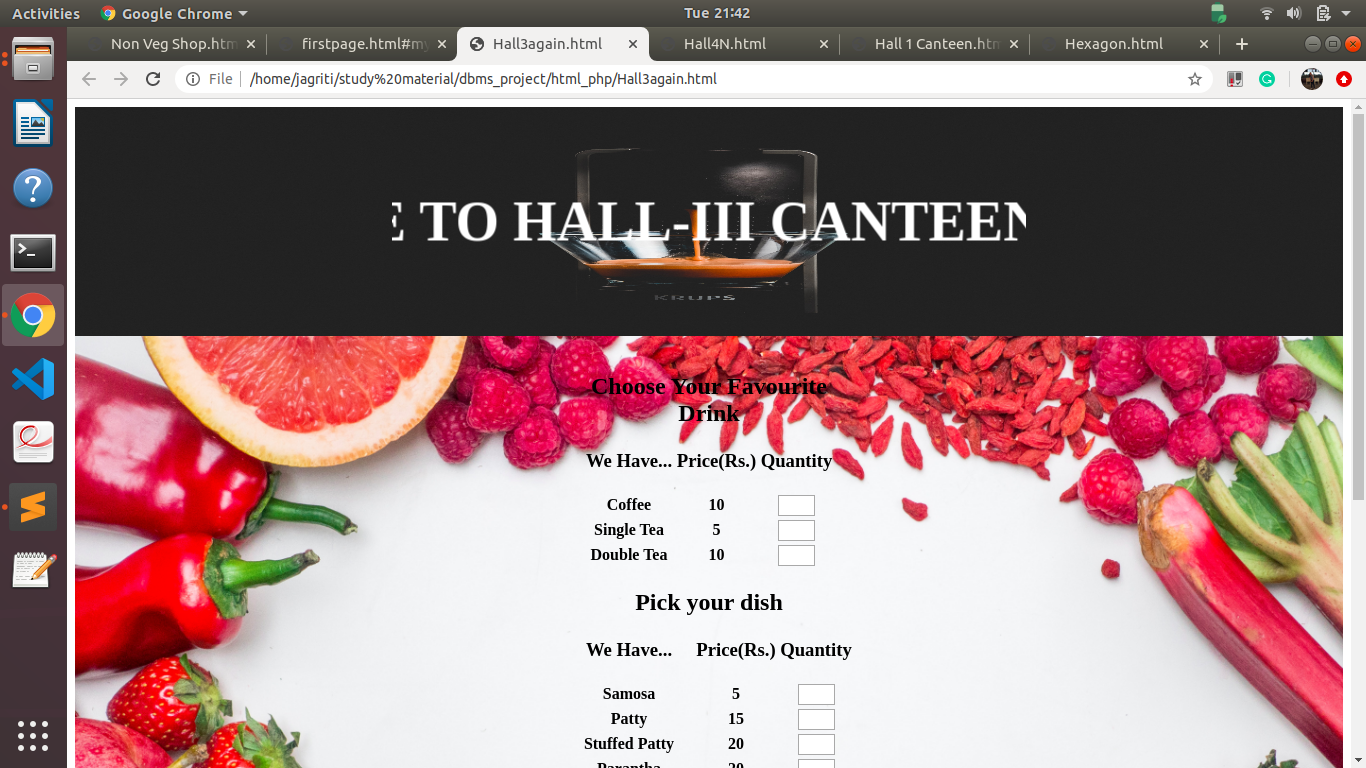 Activities Google Chrome Tue 21:42
Non Veg Shop.htm firstpage.html#my Hall3again.html Hall4N.html Hall 1 Canteen.htm Hexagon.html
File /home/jagriti/study%20material/dbms_project/html_php/Hall3again.html
E TO HALL-III CANTEEN
KRUPS
Choose Your Favourite
Drink
We Have... Price(Rs.) Quantity
Coffee 10
Single Tea 5
Double Tea 10
Pick your dish
We Have... Price(Rs.) Quantity
Samosa 5
Patty 15
Stuffed Patty 20
Parantha 20